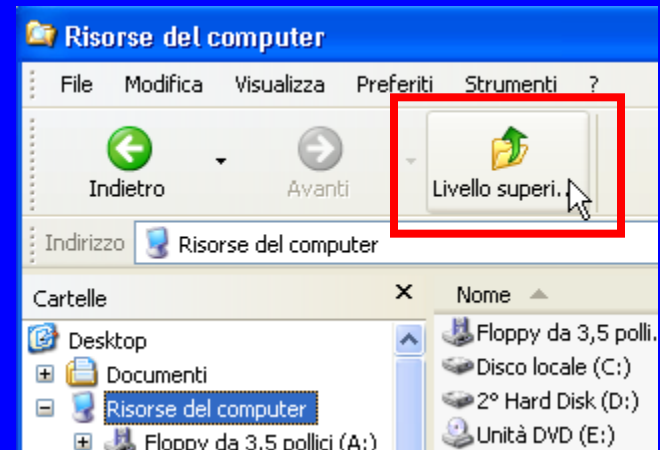 Risorse del computer
File Modifica Visualizza Preferiti Strumenti ?
Indietro Avanti Livello superi...
Indirizzo Risorse del computer
Cartelle Nome
Desktop Floppy da 3,5 polli.
Documenti Disco locale (C:)
Risorse del computer 2° Hard Disk (D:)
Floppy da 3,5 pollici (A:) Unità DVD (E:)